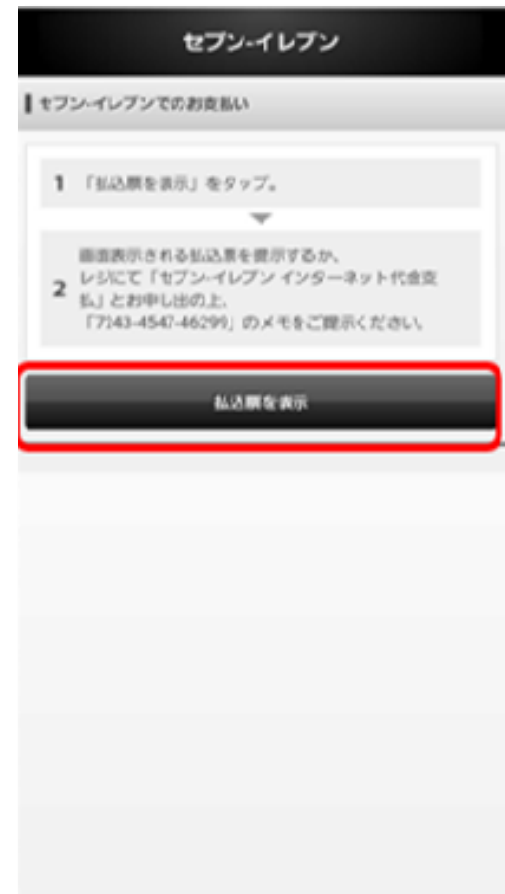 セブン-イレブン
セブン-イレブンでのお支払い
1 「払込票を表示」をタップ。
画面表示される払込票を提示するか、
2 レジにて「セブン-イレブン インターネット代金支
払」とお申し出の上、
「7143-4547-46299」のメモをご提示ください。
払込票を表示